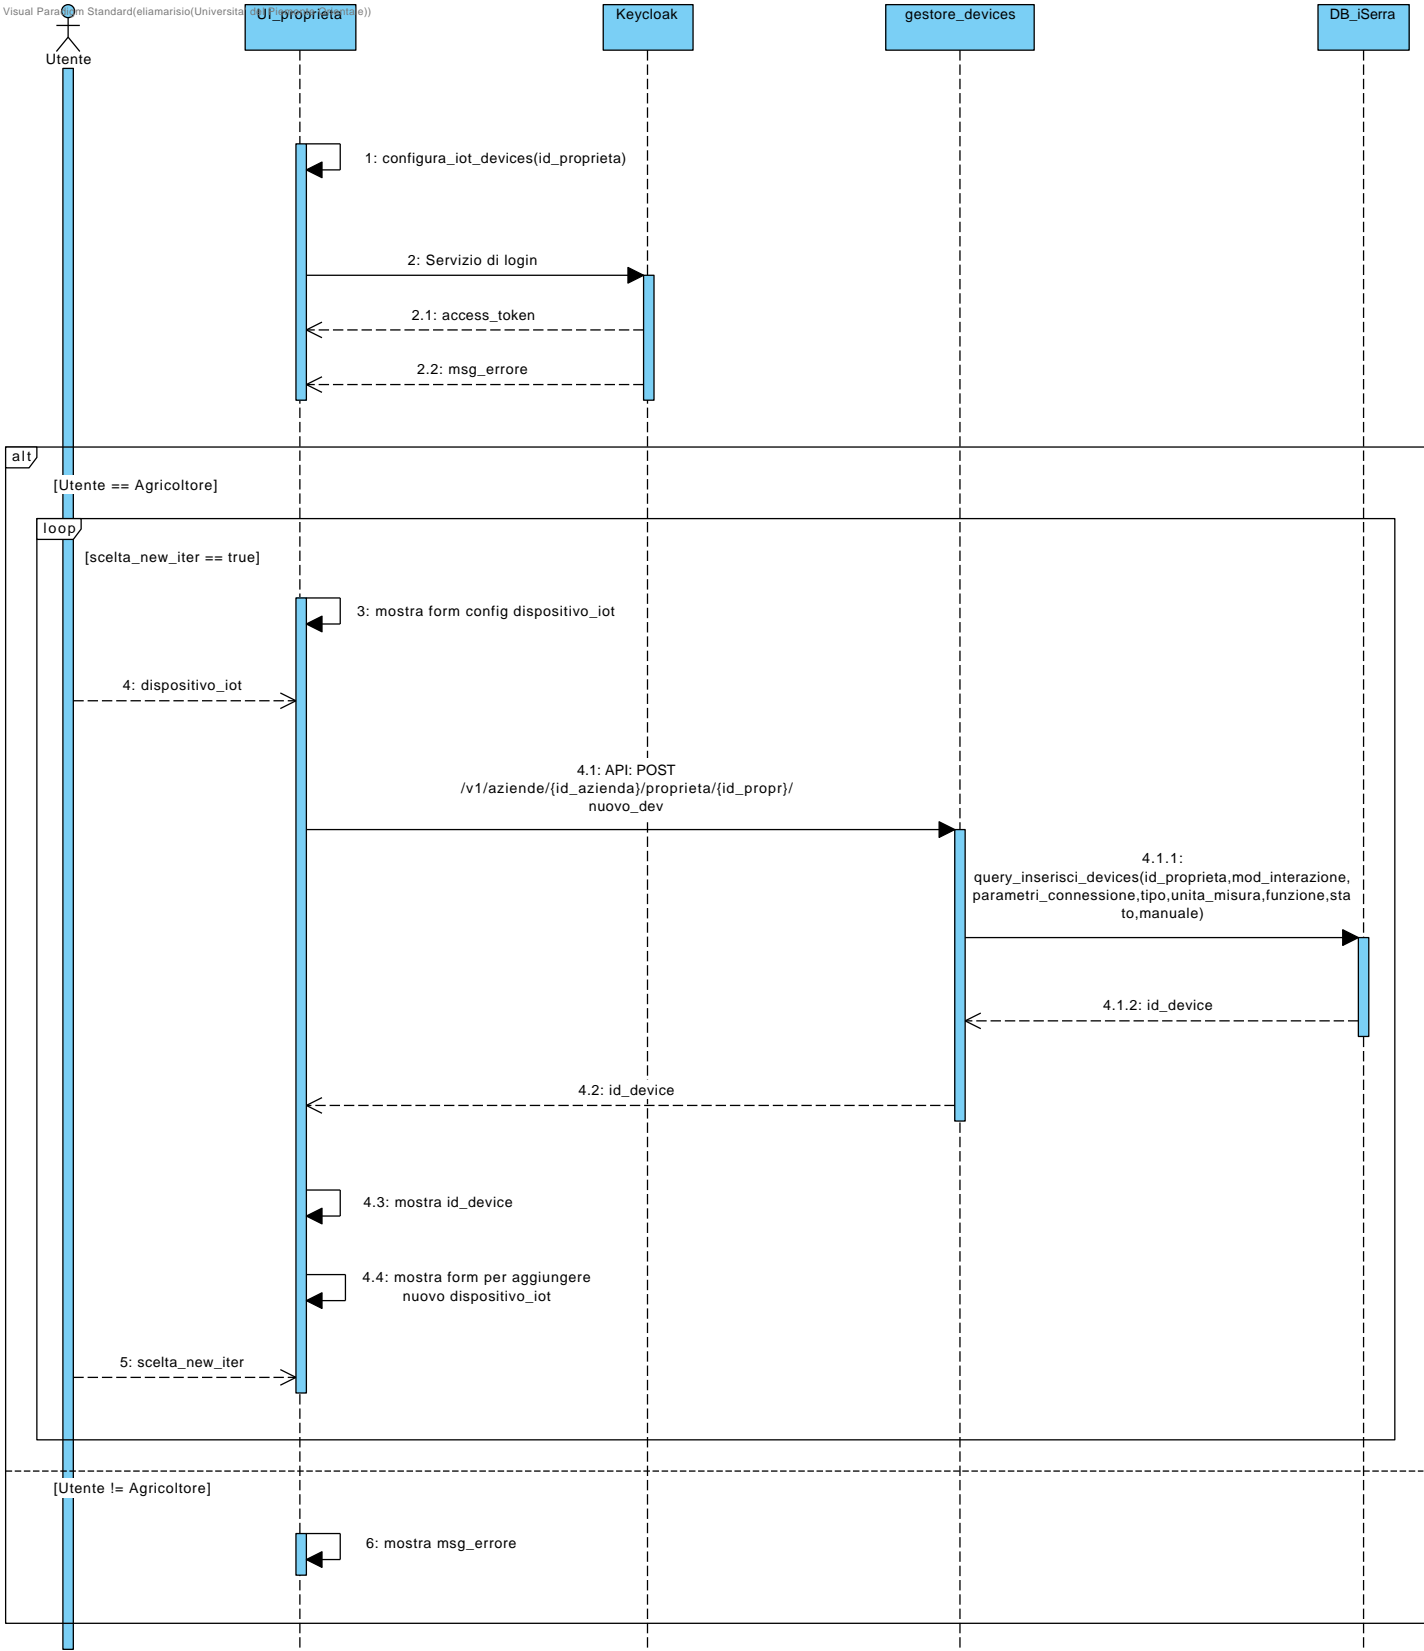 Visual Paradigm Standard(eliamarisio(Universita' del Piemonte Orientale))
Utente
UI_proprieta
Keycloak
gestore_devices
DB_iSerra
1: configura_iot_devices(id_proprieta)
2: Servizio di login
2.1: access_token
2.2: msg_errore
alt
[Utente == Agricoltore]
loop
[scelta_new_iter == true]
3: mostra form config dispositivo_iot
4: dispositivo_iot
4.1: API: POST
/v1/aziende/{id_azienda}/proprieta/{id_propr}/
nuovo_dev
4.1.1:
query_inserisci_devices(id_proprieta,mod_interazione,
parametri_connessione,tipo,unita_misura,funzione,sta
to,manuale)
4.1.2: id_device
4.2: id_device
4.3: mostra id_device
4.4: mostra form per aggiungere
nuovo dispositivo_iot
5: scelta_new_iter
[Utente != Agricoltore]
6: mostra msg_errore